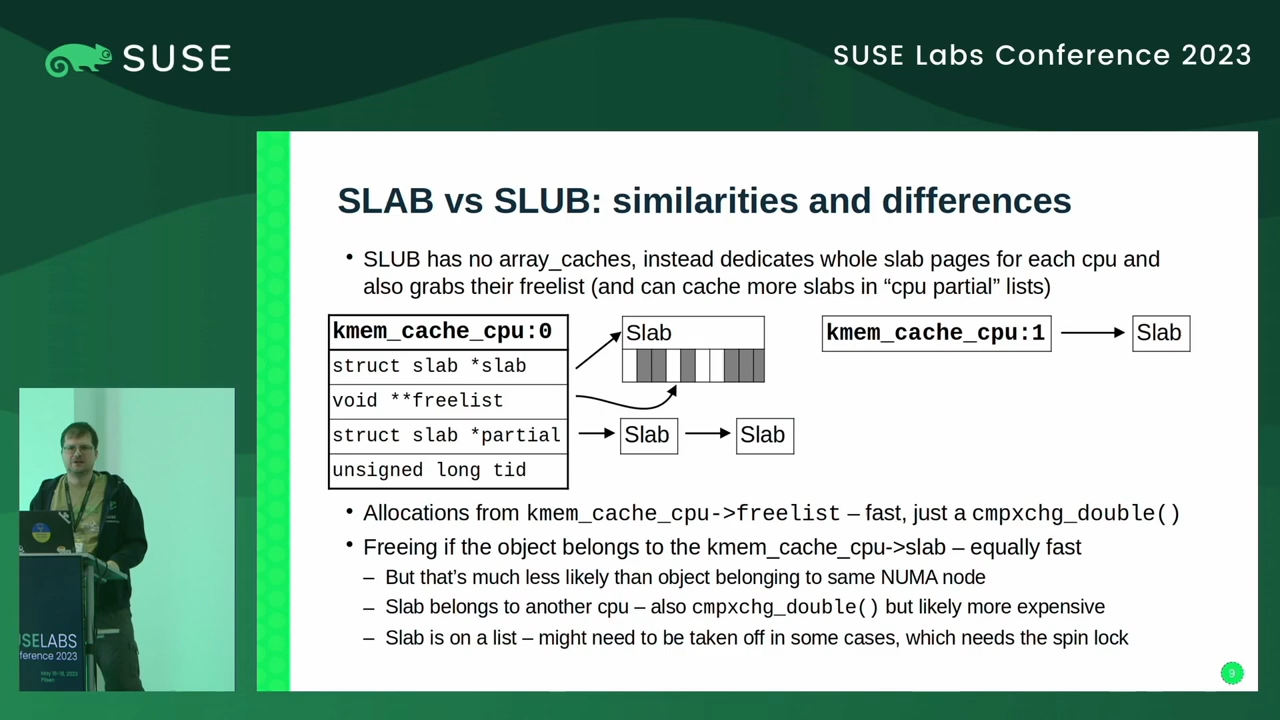 SUSE
SUSE Labs Conference 2023
SLAB vs SLUB: similarities and differences
• SLUB has no array_caches, instead dedicates whole slab pages for each cpu and
also grabs their freelist (and can cache more slabs in “cpu partial” lists)
kmem_cache_cpu:0
struct slab *slab
void **freelist
struct slab *partial
unsigned long tid
Slab
Slab
Slab
kmem_cache_cpu:1
Slab
• Allocations from kmem_cache_cpu->freelist – fast, just a cmpxchg_double()
• Freeing if the object belongs to the kmem_cache_cpu->slab – equally fast
– But that’s much less likely than object belonging to same NUMA node
– Slab belongs to another cpu – also cmpxchg_double() but likely more expensive
– Slab is on a list – might need to be taken off in some cases, which needs the spin lock
9
SELABS
nference 2023